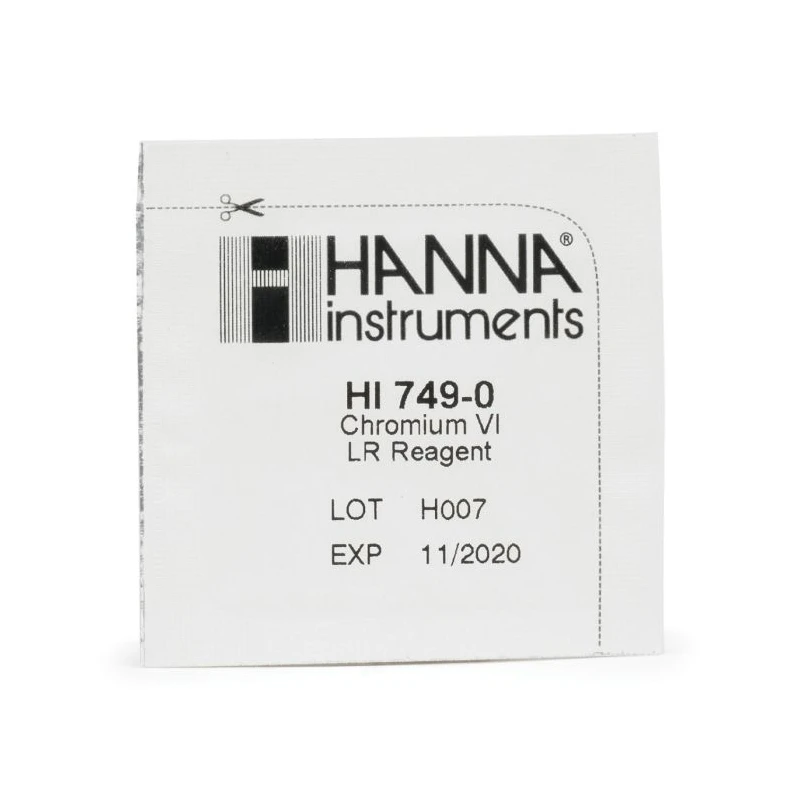 HANNA®
instruments
HI 749-0
Chromium VI
LR Reagent
LOT H007
EXP 11/2020